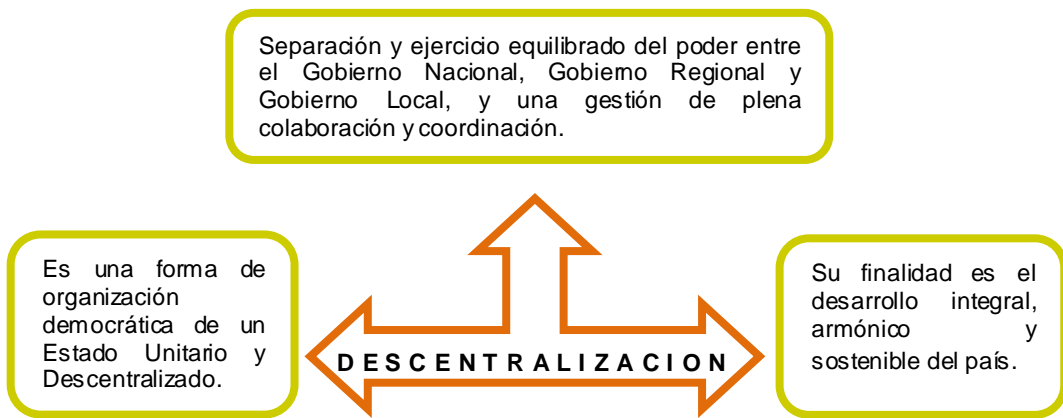 Separación y ejercicio equilibrado del poder entre
el Gobierno Nacional, Gobierno Regional y
Gobierno Local, y una gestión de plena
colaboración y coordinación.
Es una forma de
organización
democrática de un
Estado Unitario y
Descentralizado.
DESCENTRALIZACION
Su finalidad es el
desarrollo integral,
armónico y
sostenible del país.